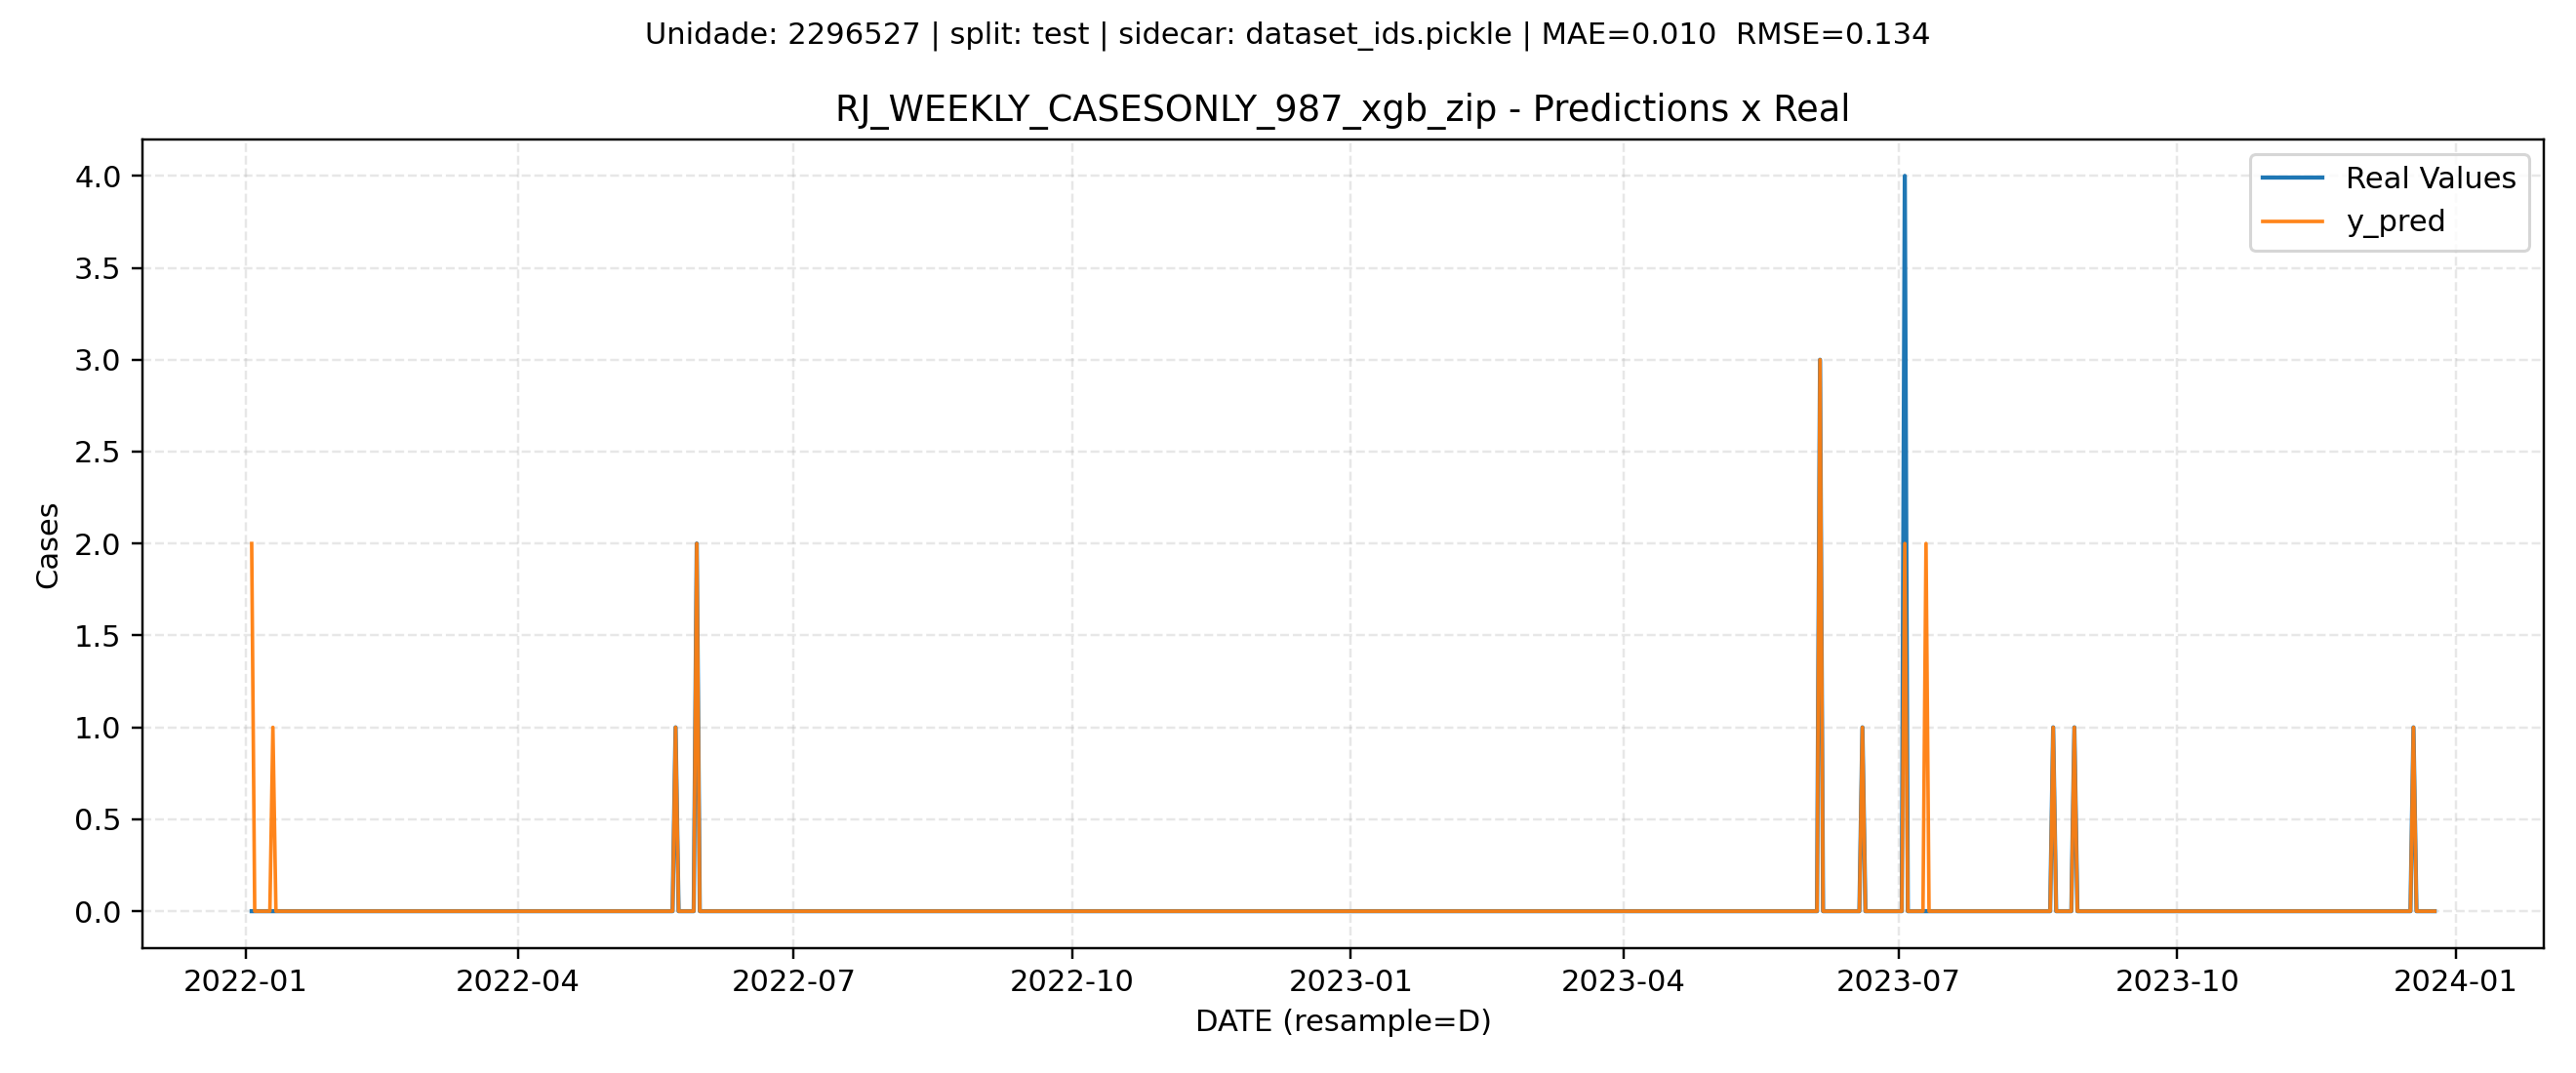 Unidade: 2296527 | split: test | sidecar: dataset_ids.pickle | MAE=0.010  RMSE=0.134
RJ_WEEKLY_CASESONLY_987_xgb_zip - Predictions x Real
Real Values
y_pred
Cases
4.0
3.5
3.0
2.5
2.0
1.5
1.0
0.5
0.0
2022-01 2022-04 2022-07 2022-10 2023-01 2023-04 2023-07 2023-10 2024-01
DATE (resample=D)